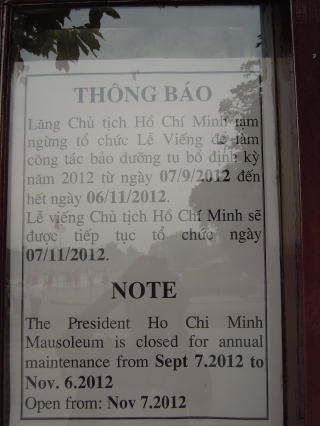 THÔNG BÁO
Lăng Chủ tịch Hồ Chí Minh tạm
ngừng tổ chức Lễ Viếng để làm
công tác bảo dưỡng tu bổ định kỳ
năm 2012 từ ngày 07/9/2012 đến
hết ngày 06/11/2012.
Lễ viếng Chủ tịch Hồ Chí Minh sẽ
được tiếp tục tổ chức ngày
07/11/2012.
NOTE
The President Ho Chi Minh
Mausoleum is closed for annual
maintenance from Sept 7.2012 to
Nov. 6.2012
Open from: Nov 7.2012